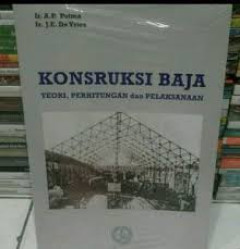 Ir. A.P. Potma
Ir. J.E. De Vries
KONSRUKSI BAJA
TEORI, PERHITUNGAN dan PELAKSANAAN